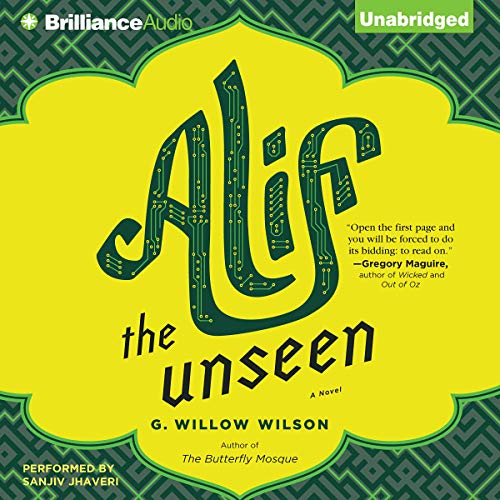 BrillianceAudio
Unabridged
Alif
the unseen
"Open the first page and
you will be forced to do
its bidding: to read on."
—Gregory Maguire,
author of Wicked and
Out of Oz
A Novel
G. WILLOW WILSON
Author of
The Butterfly Mosque
PERFORMED BY
SANJIV JHAVERI